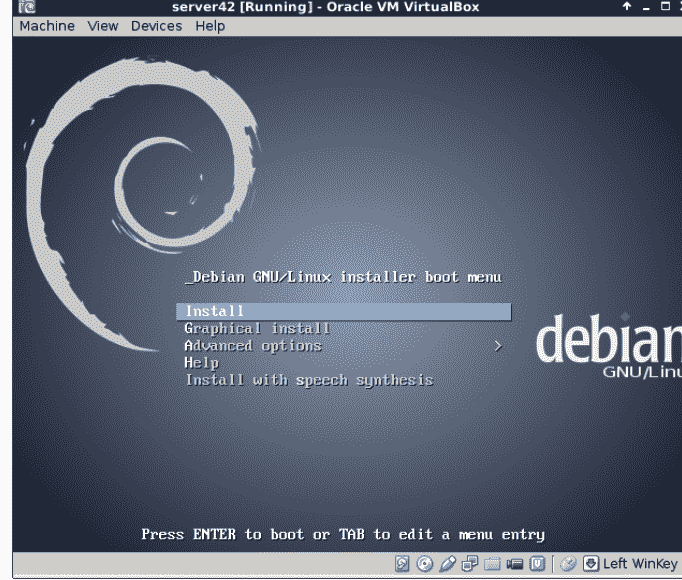 server42 [Running] - Oracle VM VirtualBox
Machine View Devices Help
_Debian GNU/Linux installer boot menu
Install
Graphical install
Advanced options >
Help
Install with speech synthesis
debian
GNU/Linu
Press ENTER to boot or TAB to edit a menu entry
Left WinKey